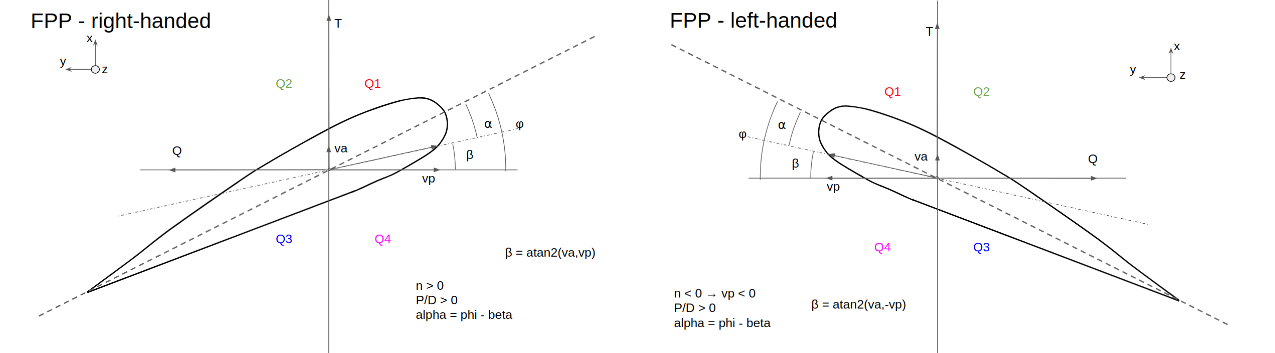 FPP - right-handed
T
x
y
z
Q2
Q1
α
φ
va
Q
β
vp
Q3
Q4
β = atan2(va,vp)
n > 0
P/D > 0
alpha = phi - beta
FPP - left-handed
T
x
y
z
Q1
Q2
α
φ
va
Q
β
vp
Q4
Q3
n < 0 → vp < 0
P/D > 0
alpha = phi - beta
β = atan2(va,-vp)